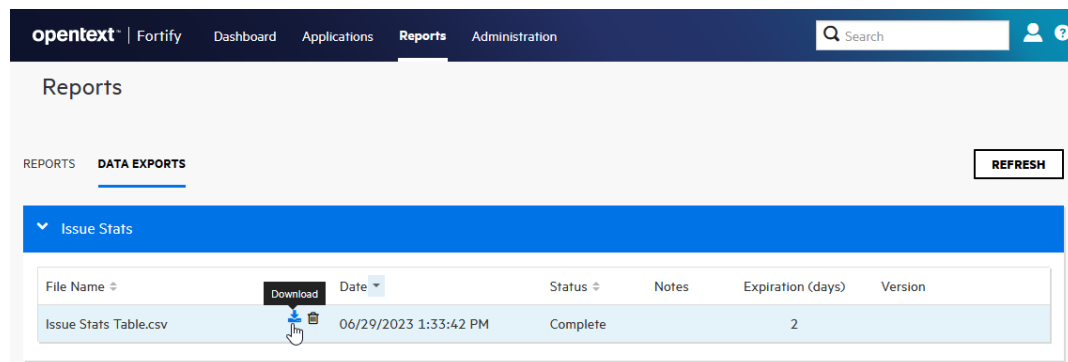 opentext™ | Fortify Dashboard Applications Reports Administration Search ?
Reports
REPORTS DATA EXPORTS REFRESH
Issue Stats
File Name Date Status Notes Expiration (days) Version
Download
Issue Stats Table.csv 06/29/2023 1:33:42 PM Complete 2